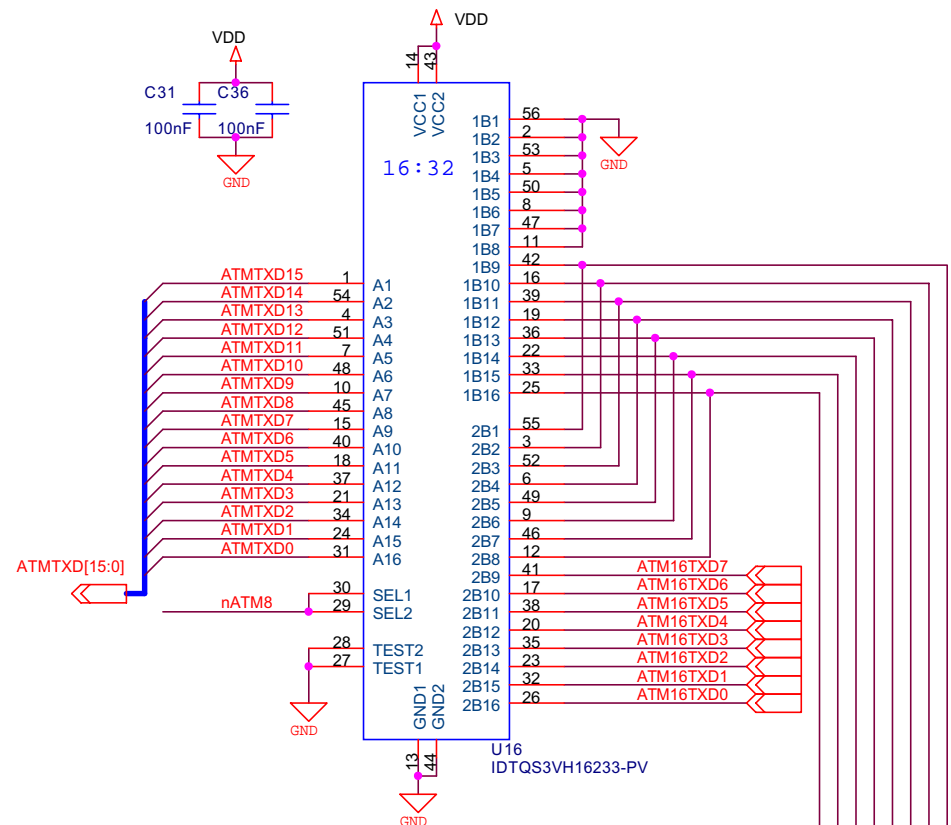 VDD
VDD
C31
C36
100nF
100nF
GND
14
43
VCC1
VCC2
16:32
GND
1B1 56
1B2 2
1B3 53
1B4 5
1B5 50
1B6 8
1B7 47
1B8 11
1B9 42
1B10 16
1B11 39
1B12 19
1B13 36
1B14 22
1B15 33
1B16 25
2B1 55
2B2 3
2B3 52
2B4 6
2B5 49
2B6 9
2B7 46
2B8 12
2B9 41 ATM16TXD7
2B10 17 ATM16TXD6
2B11 38 ATM16TXD5
2B12 20 ATM16TXD4
2B13 35 ATM16TXD3
2B14 23 ATM16TXD2
2B15 32 ATM16TXD1
2B16 26 ATM16TXD0
ATMTXD15 1 A1
ATMTXD14 54 A2
ATMTXD13 4 A3
ATMTXD12 51 A4
ATMTXD11 7 A5
ATMTXD10 48 A6
ATMTXD9 10 A7
ATMTXD8 45 A8
ATMTXD7 15 A9
ATMTXD6 40 A10
ATMTXD5 18 A11
ATMTXD4 37 A12
ATMTXD3 21 A13
ATMTXD2 34 A14
ATMTXD1 24 A15
ATMTXD0 31 A16
ATMTXD[15:0]
30 SEL1
nATM8 29 SEL2
28 TEST2
27 TEST1
GND
GND1
GND2
13
44
GND
U16
IDTQS3VH16233-PV